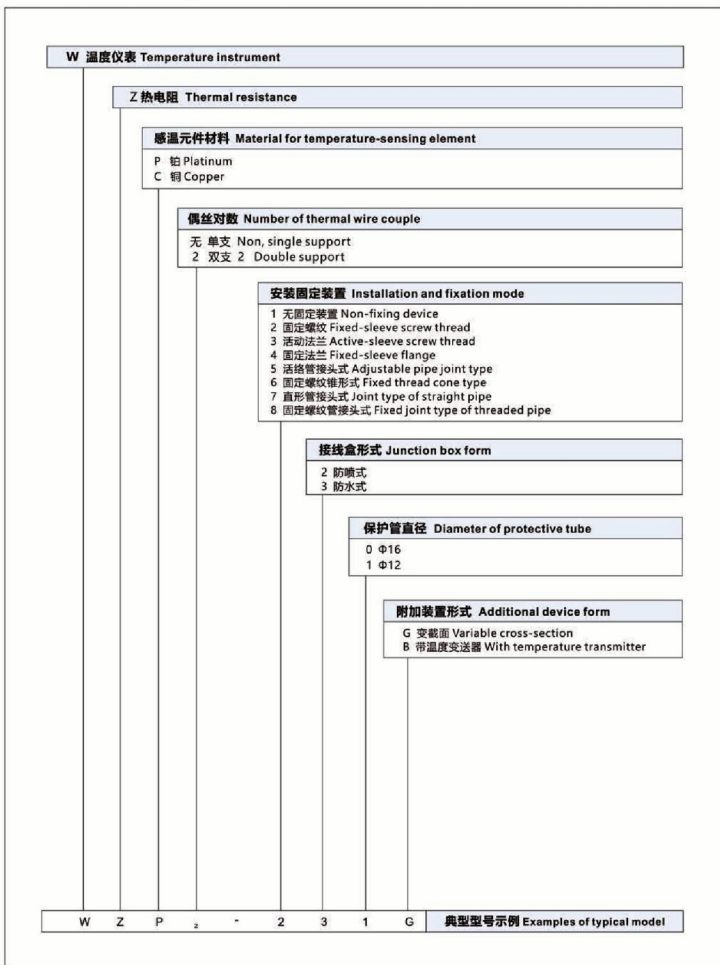 W 温度仪表 Temperature instrument
Z 热电阻 Thermal resistance
感温元件材料 Material for temperature-sensing element
P 铂 Platinum
C 铜 Copper
偶丝对数 Number of thermal wire couple
无 单支 Non, single support
2 双支 2 Double support
安装固定装置 Installation and fixation mode
1 无固定装置 Non-fixing device
2 固定螺纹 Fixed-sleeve screw thread
3 活动法兰 Active-sleeve screw thread
4 固定法兰 Fixed-sleeve flange
5 活络管接头式 Adjustable pipe joint type
6 固定螺纹锥形式 Fixed thread cone type
7 直形管接头式 Joint type of straight pipe
8 固定螺纹管接头式 Fixed joint type of threaded pipe
接线盒形式 Junction box form
2 防喷式
3 防水式
保护管直径 Diameter of protective tube
0 Φ16
1 Φ12
附加装置形式 Additional device form
G 变截面 Variable cross-section
B 带温度变送器 With temperature transmitter
W Z P ₂ - 2 3 1 G 典型型号示例 Examples of typical model